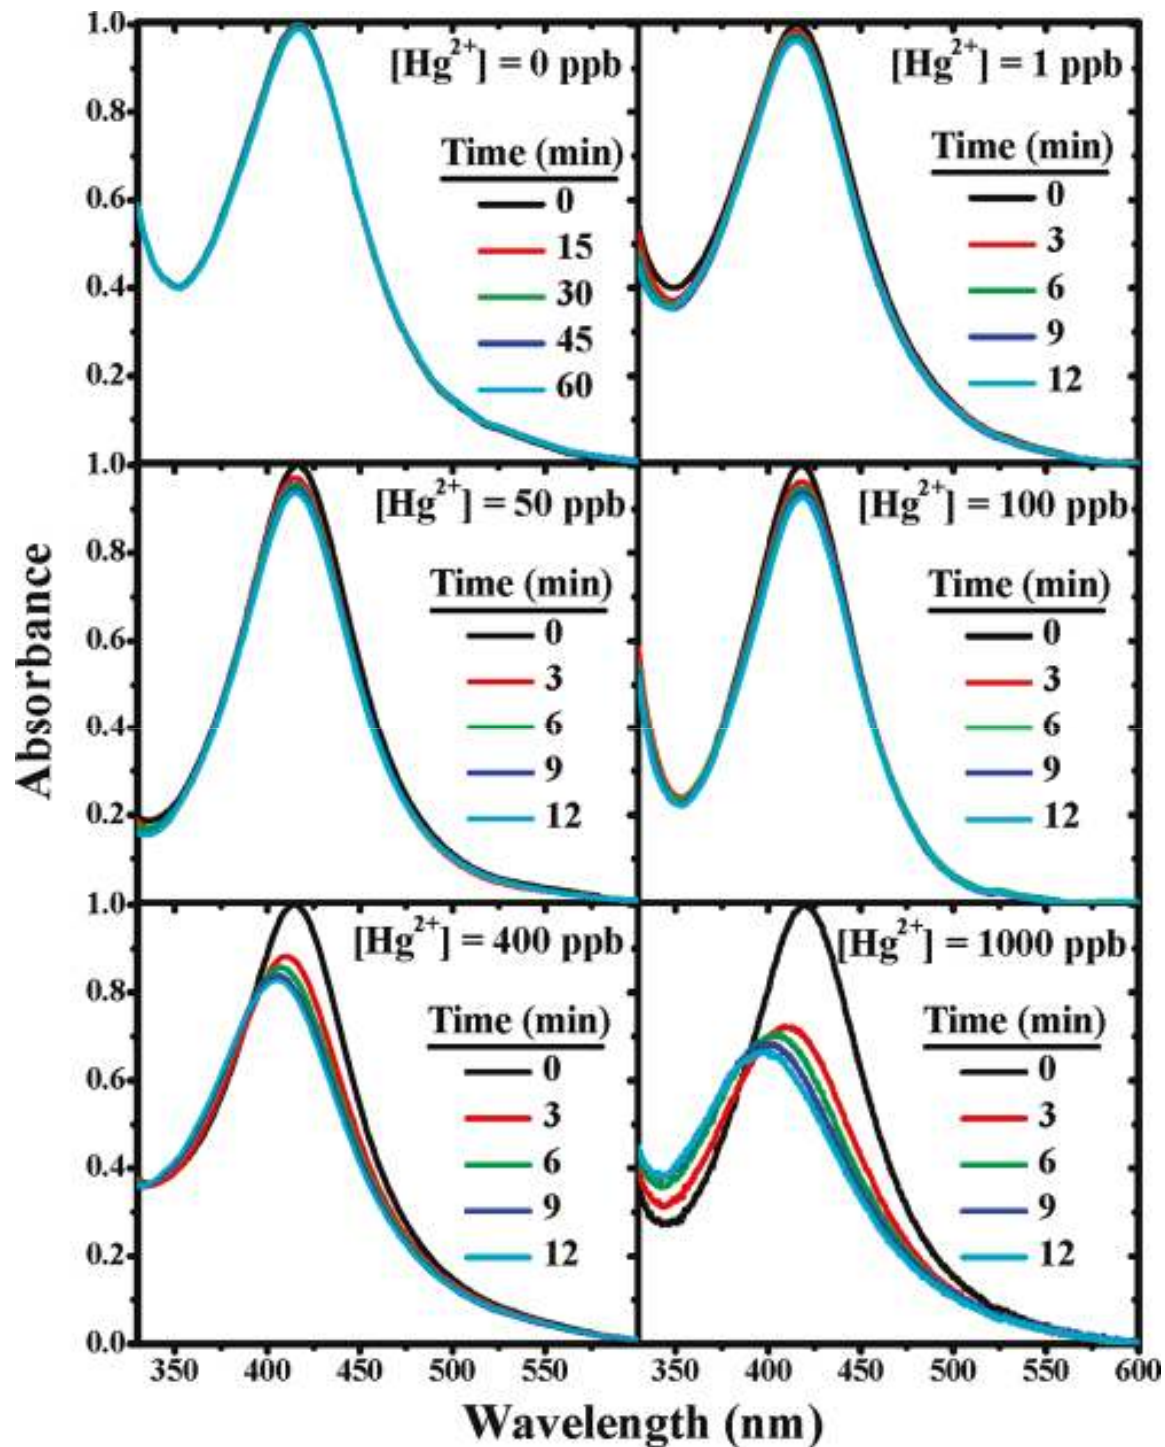 [Hg2+] = 0 ppb
Time (min)
0
15
30
45
60
1.0
0.8
0.6
0.4
0.2
[Hg2+] = 1 ppb
Time (min)
0
3
6
9
12
[Hg2+] = 50 ppb
Time (min)
0
3
6
9
12
1.0
0.8
0.6
0.4
0.2
[Hg2+] = 100 ppb
Time (min)
0
3
6
9
12
[Hg2+] = 400 ppb
Time (min)
0
3
6
9
12
1.0
0.8
0.6
0.4
0.2
0.0
[Hg2+] = 1000 ppb
Time (min)
0
3
6
9
12
350 400 450 500 550
350 400 450 500 550 600
Absorbance
Wavelength (nm)